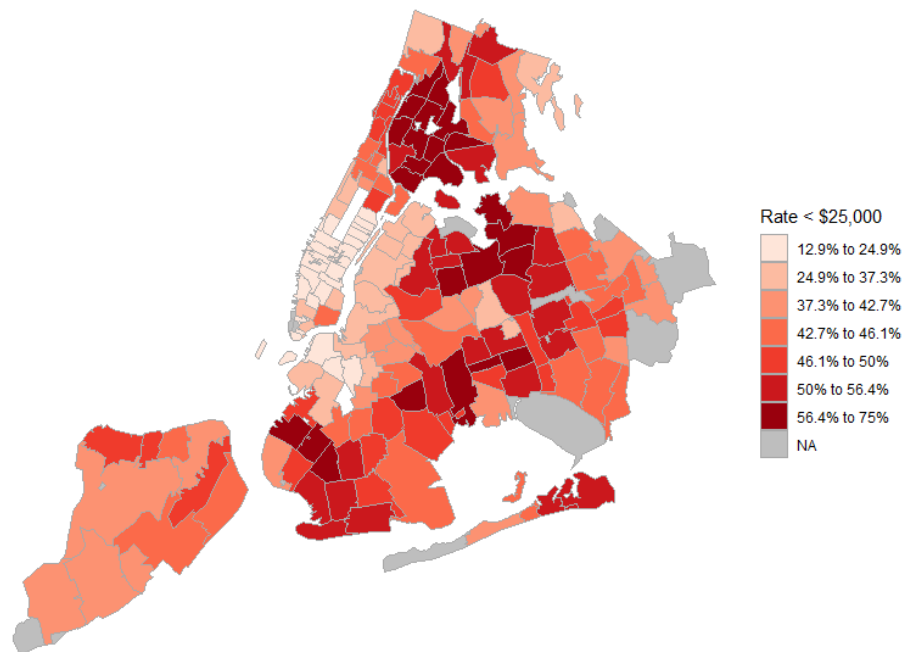 Rate < $25,000
12.9% to 24.9%
24.9% to 37.3%
37.3% to 42.7%
42.7% to 46.1%
46.1% to 50%
50% to 56.4%
56.4% to 75%
NA